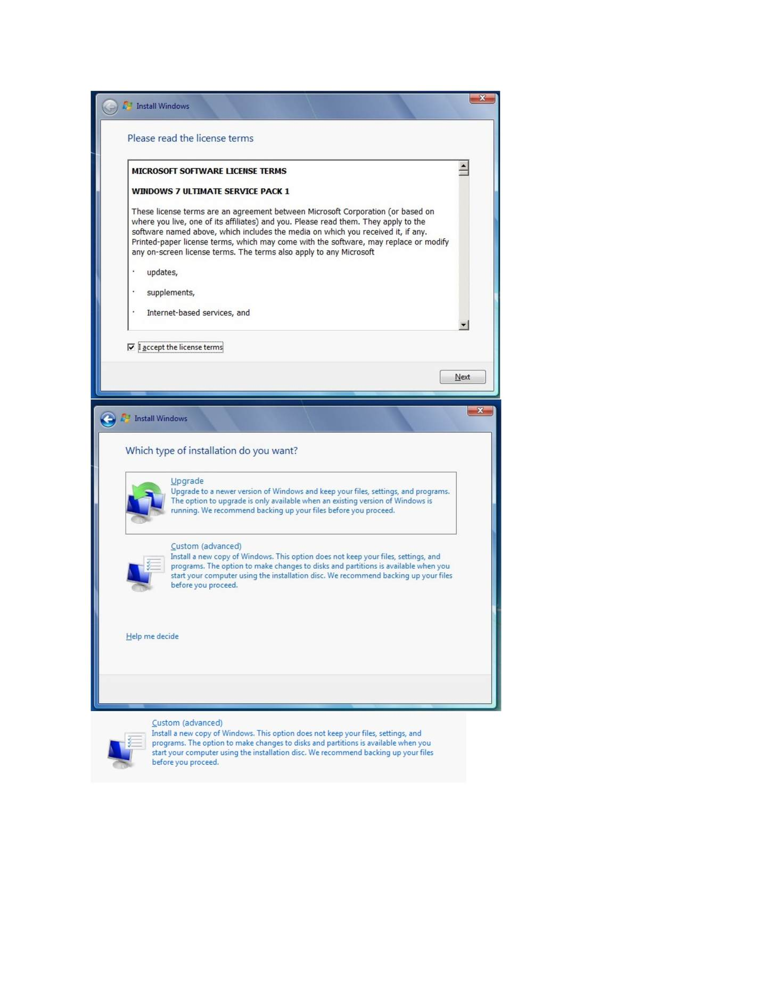 Install Windows
Please read the license terms
MICROSOFT SOFTWARE LICENSE TERMS
WINDOWS 7 ULTIMATE SERVICE PACK 1
These license terms are an agreement between Microsoft Corporation (or based on
where you live, one of its affiliates) and you. Please read them. They apply to the
software named above, which includes the media on which you received it, if any.
Printed-paper license terms, which may come with the software, may replace or modify
any on-screen license terms. The terms also apply to any Microsoft
· updates,
· supplements,
· Internet-based services, and
I accept the license terms
Next
Install Windows
Which type of installation do you want?
Upgrade
Upgrade to a newer version of Windows and keep your files, settings, and programs.
The option to upgrade is only available when an existing version of Windows is
running. We recommend backing up your files before you proceed.
Custom (advanced)
Install a new copy of Windows. This option does not keep your files, settings, and
programs. The option to make changes to disks and partitions is available when you
start your computer using the installation disc. We recommend backing up your files
before you proceed.
Help me decide
Custom (advanced)
Install a new copy of Windows. This option does not keep your files, settings, and
programs. The option to make changes to disks and partitions is available when you
start your computer using the installation disc. We recommend backing up your files
before you proceed.